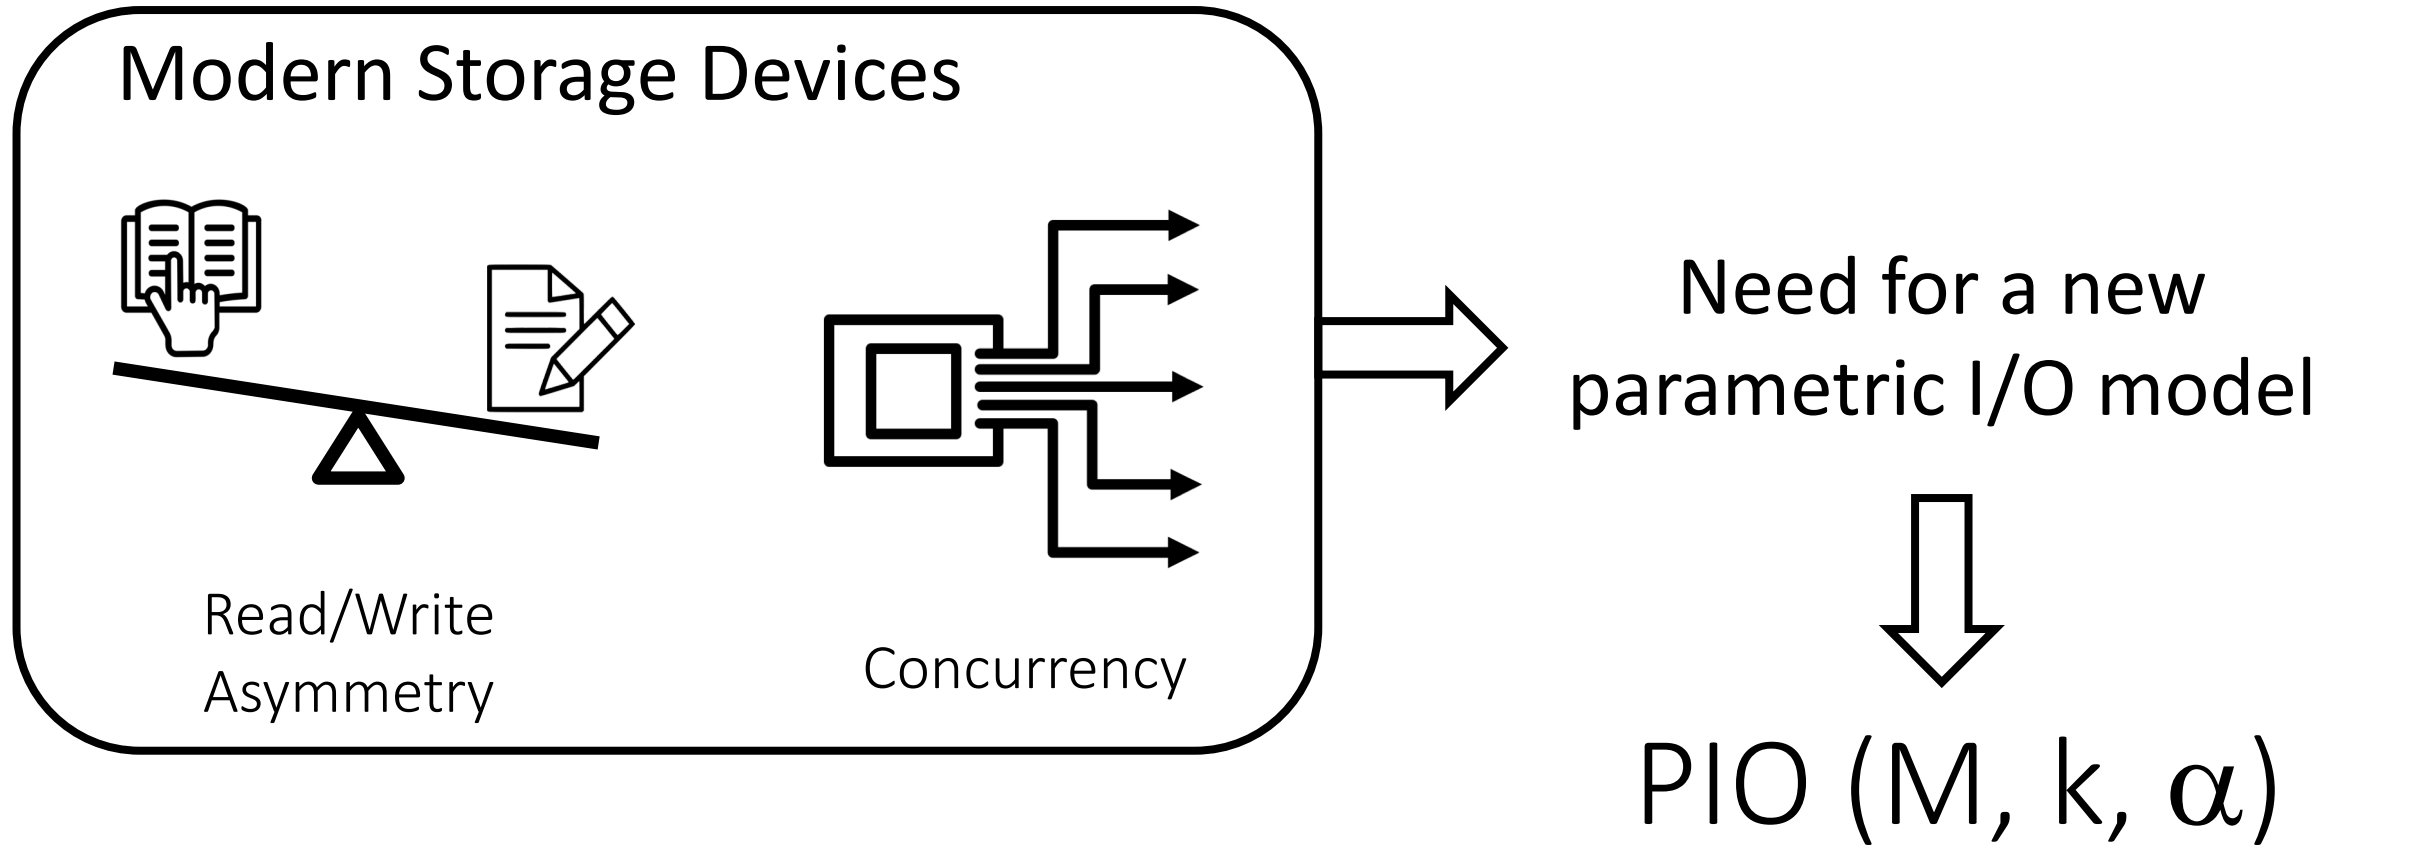 Modern Storage Devices
Read/Write
Asymmetry
Concurrency
Need for a new
parametric I/O model
PIO (M, k, α)